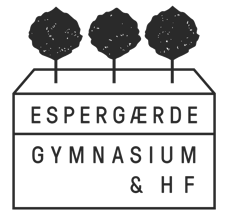 ESPERGÆRDE
GYMNASIUM
& HF